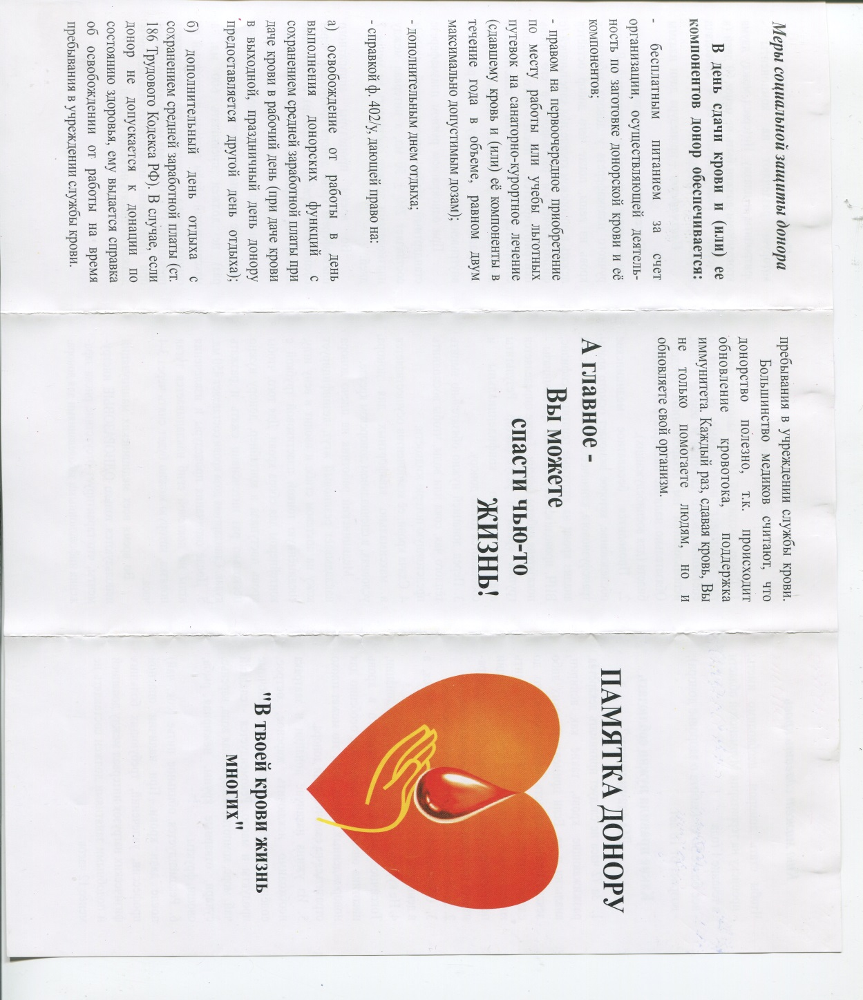 Меры социальной защиты донора
В день сдачи крови и (или) ее
компонентов донор обеспечивается:
- бесплатным питанием за счет
организации, осуществляющей деятель-
ность по заготовке донорской крови и её
компонентов;
- правом на первоочередное приобретение
по месту работы или учебы льготных
путевок на санаторно-курортное лечение
(сдавшему кровь и (или) её компоненты в
течение года в объеме, равном двум
максимально допустимым дозам);
- дополнительным днем отдыха;
- справкой ф. 402/у, дающей право на:
а) освобождение от работы в день
выполнения донорских функций с
сохранением средней заработной платы при
даче крови в рабочий день (при даче крови
в выходной, праздничный день донору
предоставляется другой день отдыха);
б) дополнительный день отдыха с
сохранением средней заработной платы (ст.
186 Трудового Кодекса РФ). В случае, если
донор не допускается к донации по
состоянию здоровья, ему выдается справка
об освобождении от работы на время
пребывания в учреждении службы крови.
пребывания в учреждении службы крови.
Большинство медиков считают, что
донорство полезно, т.к. происходит
обновление кровотока, поддержка
иммунитета. Каждый раз, сдавая кровь, Вы
не только помогаете людям, но и
обновляете свой организм.
А главное -
Вы можете
спасти чью-то
ЖИЗНЬ!
ПАМЯТКА ДОНОРУ
"В твоей крови жизнь
многих"